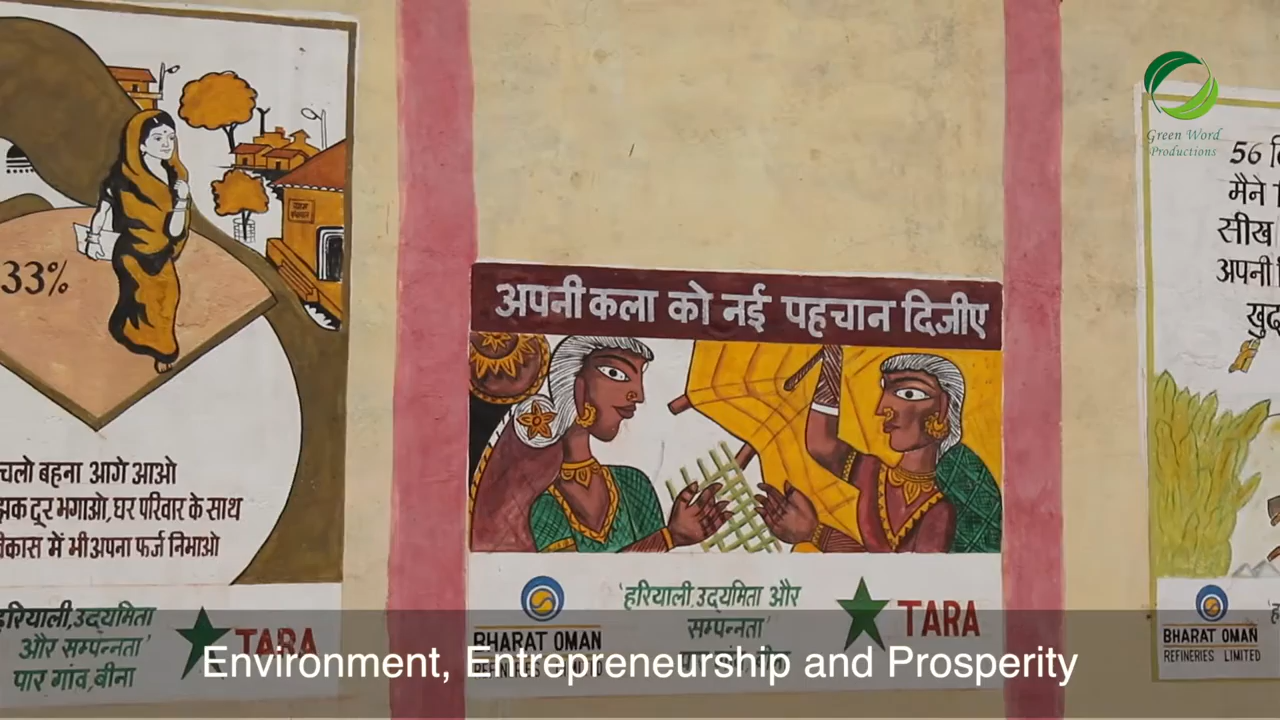 33%
चलो बहना आगे आओ
दूर भगाओ, घर परिवार के साथ
में भी अपना फर्ज निभाओ
हरियाली, उद्यमिता
और सम्पन्नता'
पार गांव, बीना
TARA
अपनी कला को नई पहचान दिजीए
BHARAT OMAN
REFINERIES LIMITED
'हरियाली, उद्यमिता और
सम्पन्नता'
TARA
Green Word
Productions
56
मैने
सीख
अपनी
BHARAT OMAN
REFINERIES LIMITED
Environment, Entrepreneurship and Prosperity